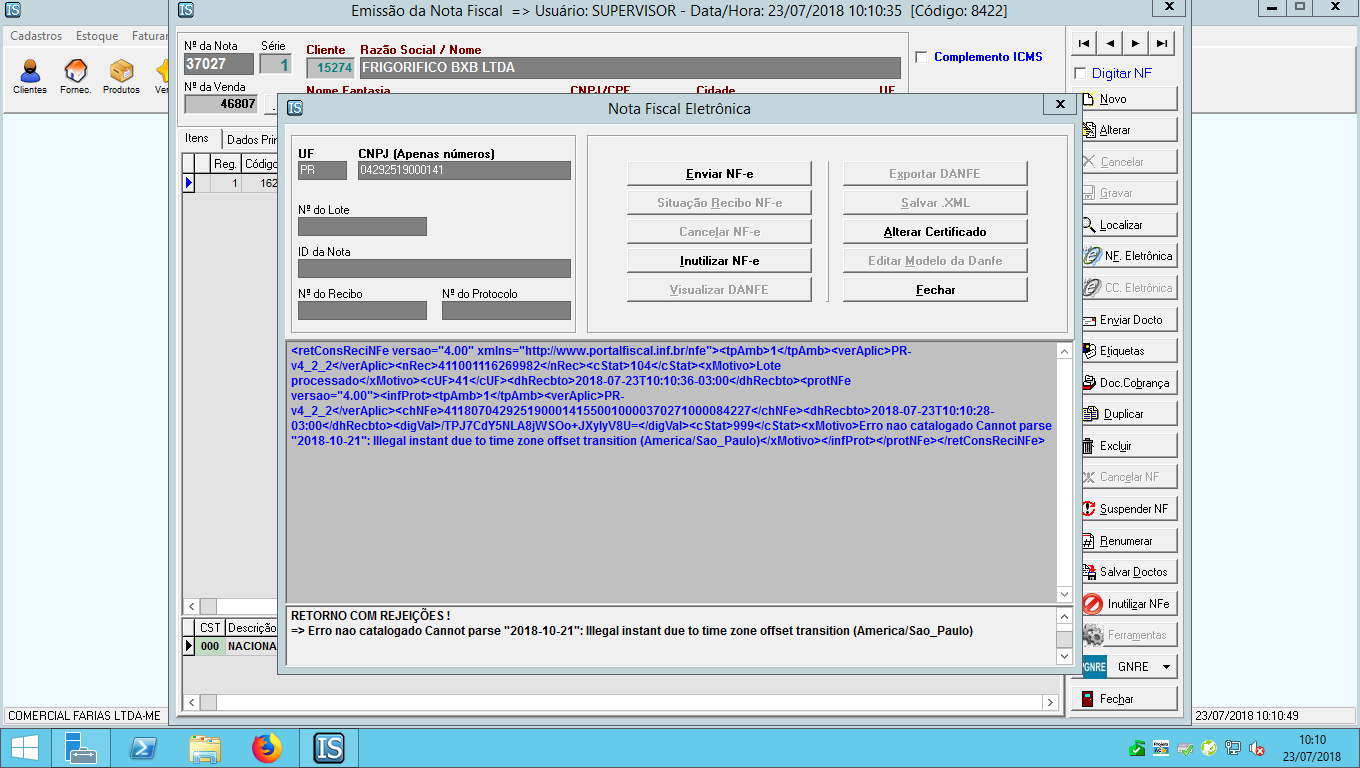 Emissão da Nota Fiscal => Usuário: SUPERVISOR - Data/Hora: 23/07/2018 10:10:35 [Código: 8422]
Cadastros Estoque
Clientes Fornec. Produtos
Nº da Nota Série Cliente Razão Social / Nome
37027 1 15274 FRIGORIFICO BXB LTDA
Complemento ICMS
Nº da Venda Nome Fantasia CNPJ/CPF Cidade UF
46807
Itens
Reg. Código
1 162
Nota Fiscal Eletrônica
UF CNPJ (Apenas números)
PR 04292519000141
Nº do Lote
ID da Nota
Nº do Recibo Nº do Protocolo
Enviar NF-e Exportar DANFE
Situação Recibo NF-e Salvar .XML
Cancelar NF-e Alterar Certificado
Inutilizar NF-e Editar Modelo da Danfe
Visualizar DANFE Fechar
<retConsReciNFe versao="4.00" xmlns="http://www.portalfiscal.inf.br/nfe"><tpAmb>1</tpAmb><verAplic>PR-
v4_2_2</verAplic><nRec>411001116269982</nRec><cStat>104</cStat><xMotivo>Lote
processado</xMotivo><cUF>41</cUF><dhRecbto>2018-07-23T10:10:36-03:00</dhRecbto><protNFe
versao="4.00"><infProt><tpAmb>1</tpAmb><verAplic>PR-
v4_2_2</verAplic><chNFe>41180704292519000141550010000370271000084227</chNFe><dhRecbto>2018-07-23T10:10:28-
03:00</dhRecbto><digVal>/TPJ7CdY5NLA8jWSOo+JXylyV8U=</digVal><cStat>999</cStat><xMotivo>Erro nao catalogado Cannot parse
"2018-10-21": Illegal instant due to time zone offset transition (America/Sao_Paulo)</xMotivo></infProt></protNFe></retConsReciNFe>
RETORNO COM REJEIÇÕES !
=> Erro nao catalogado Cannot parse "2018-10-21": Illegal instant due to time zone offset transition (America/Sao_Paulo)
CST Descrição
000 NACIONA
Digitar NF
Novo
Alterar
Cancelar
Gravar
Localizar
NF. Eletrônica
CC. Eletrônica
Enviar Docto
Etiquetas
Doc.Cobrança
Duplicar
Excluir
Cancelar NF
Suspender NF
Renumerar
Salvar Doctos
Inutilizar NFe
Ferramentas
GNRE GNRE
Fechar
COMERCIAL FARIAS LTDA-ME
23/07/2018 10:10:49
IS
10:10
23/07/2018